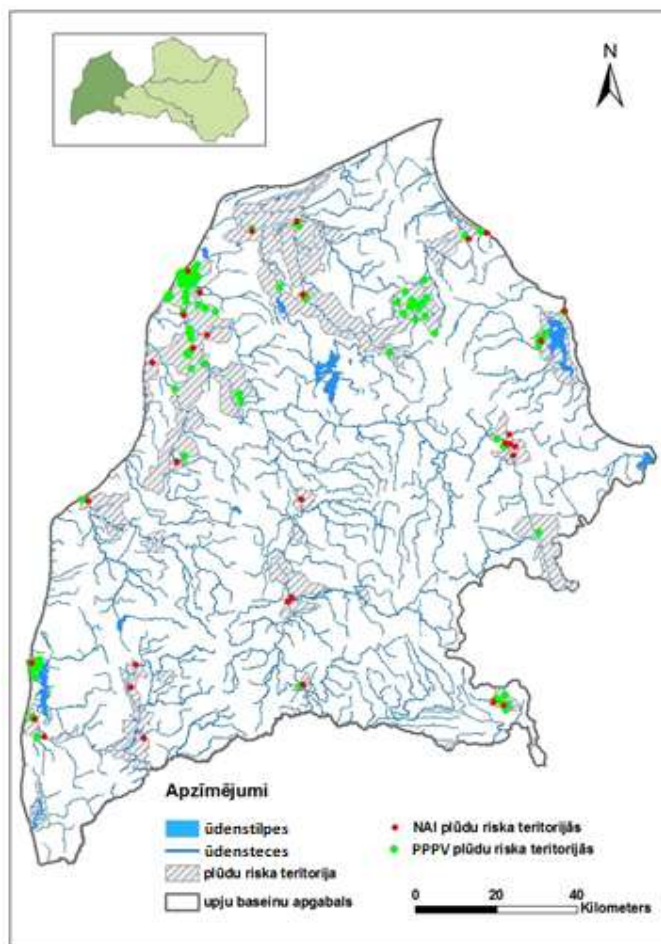 N
Apzīmējumi
ūdenstilpes
ūdensteces
plūdu riska teritorija
upju baseinu apgabals
NAI plūdu riska teritorijās
PPPV plūdu riska teritorijās
0 20 40
Kilometers